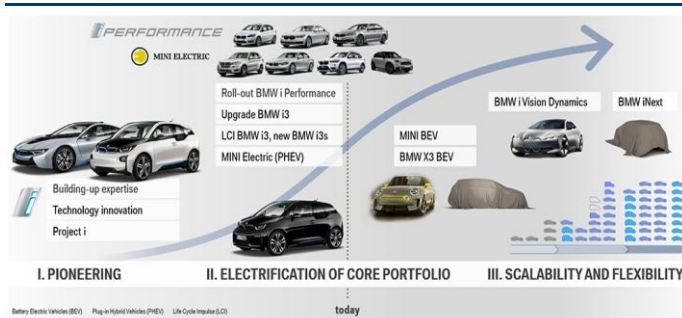 iPERFORMANCE
MINI ELECTRIC
Roll-out BMW i Performance
Upgrade BMW i3
LCI BMW i3, new BMW i3s
MINI Electric (PHEV)
BMW i Vision Dynamics
BMW iNext
MINI BEV
BMW X3 BEV
i
Building-up expertise
Technology innovation
Project i
I. PIONEERING
II. ELECTRIFICATION OF CORE PORTFOLIO
III. SCALABILITY AND FLEXIBILITY
Battery Electric Vehicles (BEV) Plug-in Hybrid Vehicles (PHEV) Life Cycle Impulse (LCI)
today